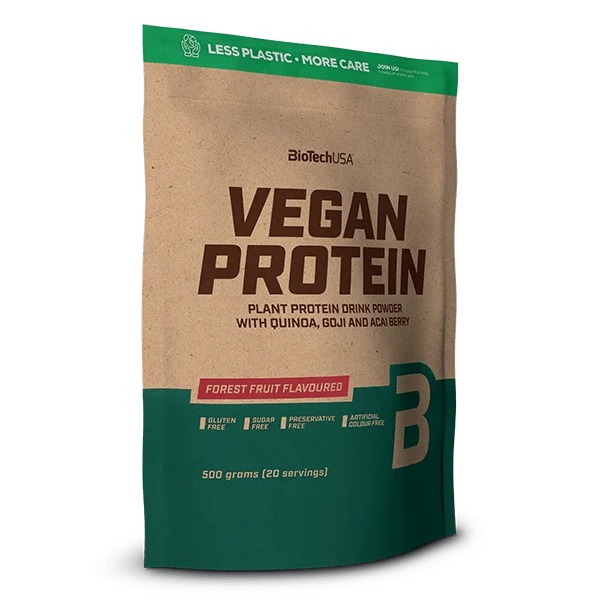 LESS PLASTIC • MORE CARE
JOIN US!
BioTechUSA
VEGAN
PROTEIN
PLANT PROTEIN DRINK POWDER
WITH QUINOA, GOJI AND ACAI BERRY
FOREST FRUIT FLAVOURED
GLUTEN FREE
SUGAR FREE
PRESERVATIVE FREE
ARTIFICIAL COLOUR FREE
B
500 grams (20 servings)